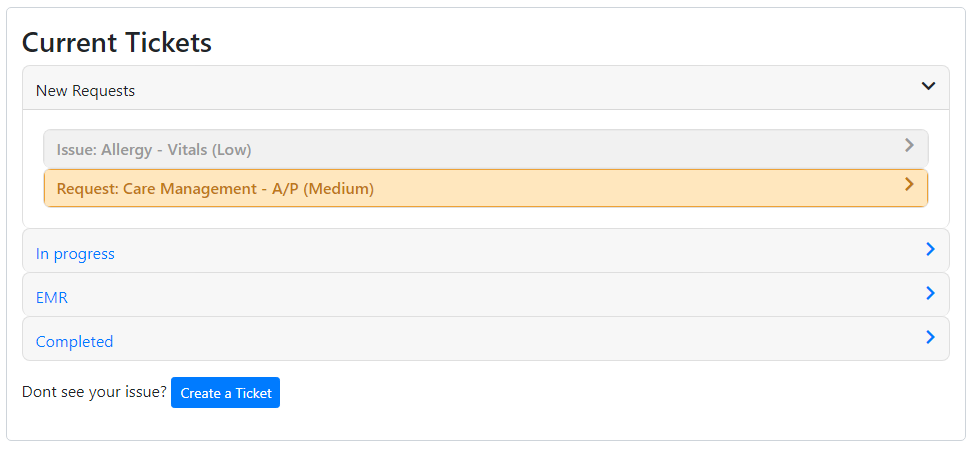 Current Tickets
New Requests
Issue: Allergy - Vitals (Low)
Request: Care Management - A/P (Medium)
In progress
EMR
Completed
Dont see your issue? Create a Ticket